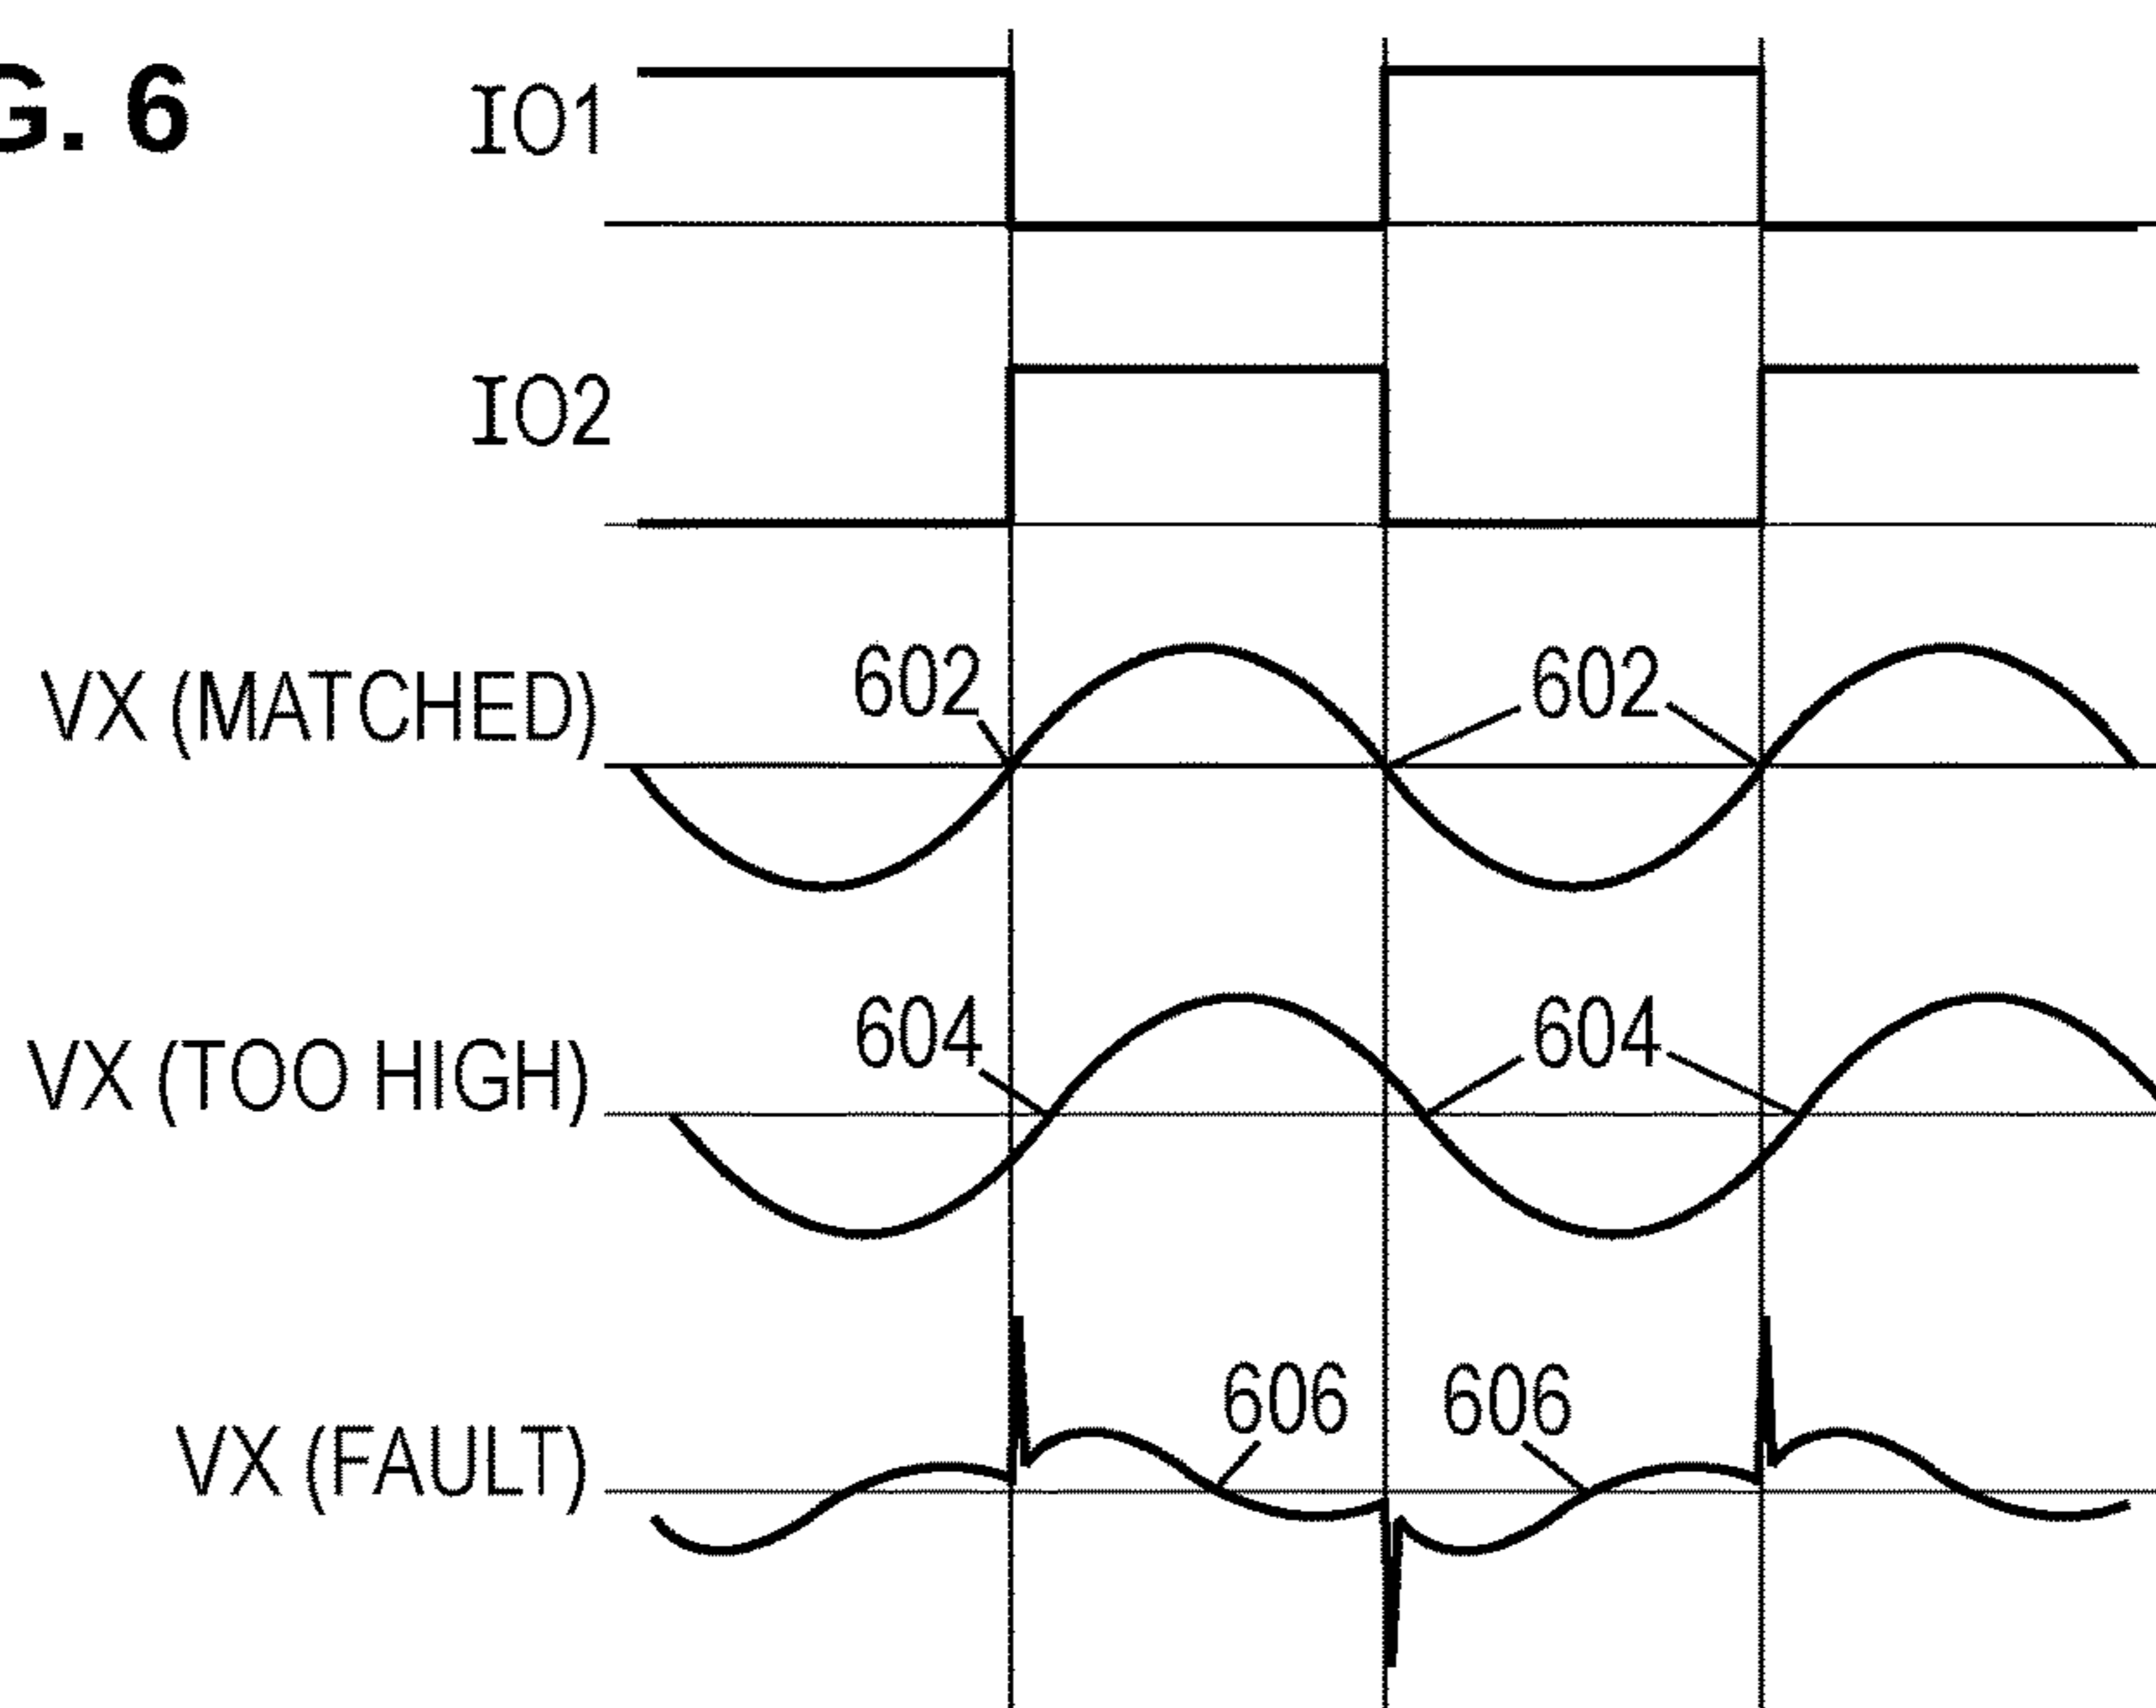 G. 6
IO1
IO2
VX (MATCHED)
602
602
VX (TOO HIGH)
604
604
VX (FAULT)
606
606